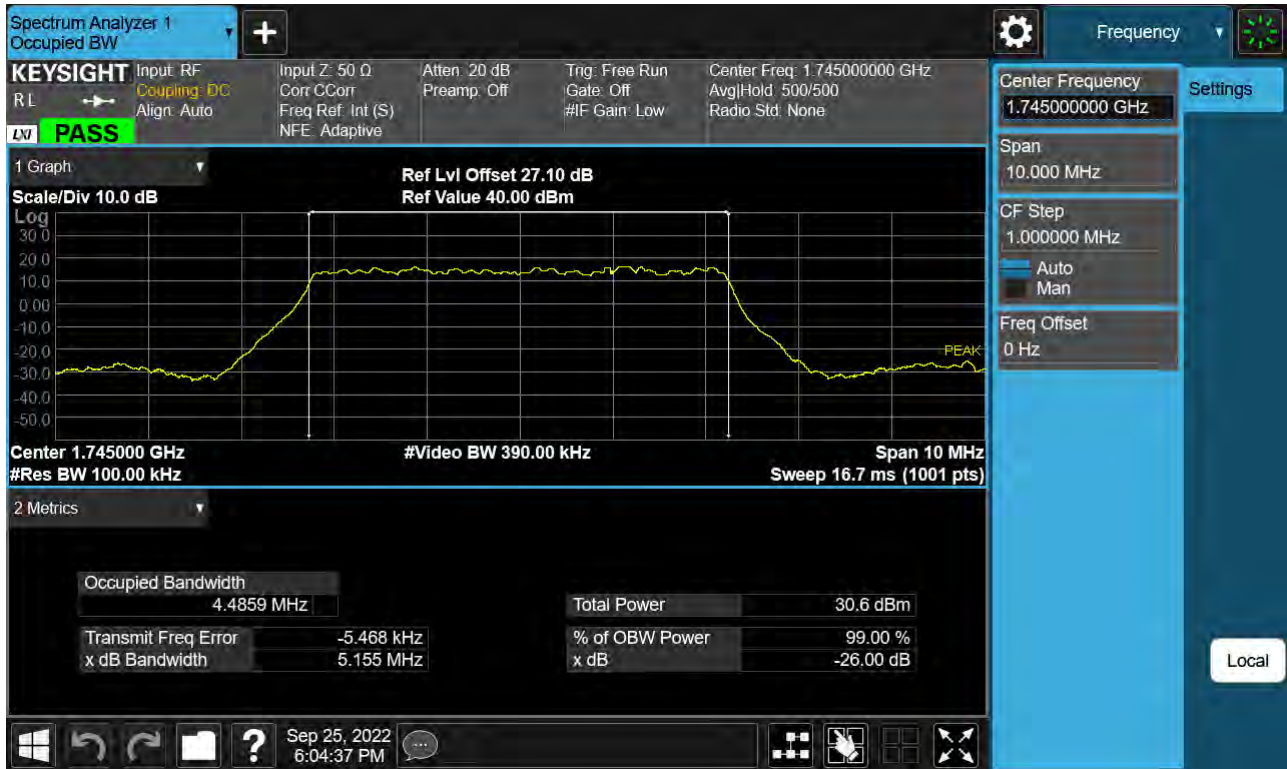 Spectrum Analyzer 1
Occupied BW
+
Frequency
KEYSIGHT
RL
LXI
PASS
Input: RF
Coupling: DC
Align: Auto
Input Z: 50 Ω
Corr CCorr
Freq Ref: Int (S)
NFE: Adaptive
Atten: 20 dB
Preamp: Off
Trig: Free Run
Gate: Off
#IF Gain: Low
Center Freq: 1.745000000 GHz
Avg|Hold: 500/500
Radio Std: None
Center Frequency
1.745000000 GHz
Settings
Span
10.000 MHz
CF Step
1.000000 MHz
Auto
Man
Freq Offset
0 Hz
Local
1 Graph
Scale/Div 10.0 dB
Ref Lvl Offset 27.10 dB
Ref Value 40.00 dBm
Log
30.0
20.0
10.0
0.00
-10.0
-20.0
-30.0
-40.0
-50.0
PEAK
Center 1.745000 GHz
#Video BW 390.00 kHz
Span 10 MHz
#Res BW 100.00 kHz
Sweep 16.7 ms (1001 pts)
2 Metrics
Occupied Bandwidth
4.4859 MHz
Total Power 30.6 dBm
Transmit Freq Error -5.468 kHz
% of OBW Power 99.00 %
x dB Bandwidth 5.155 MHz
x dB -26.00 dB
?
Sep 25, 2022
6:04:37 PM